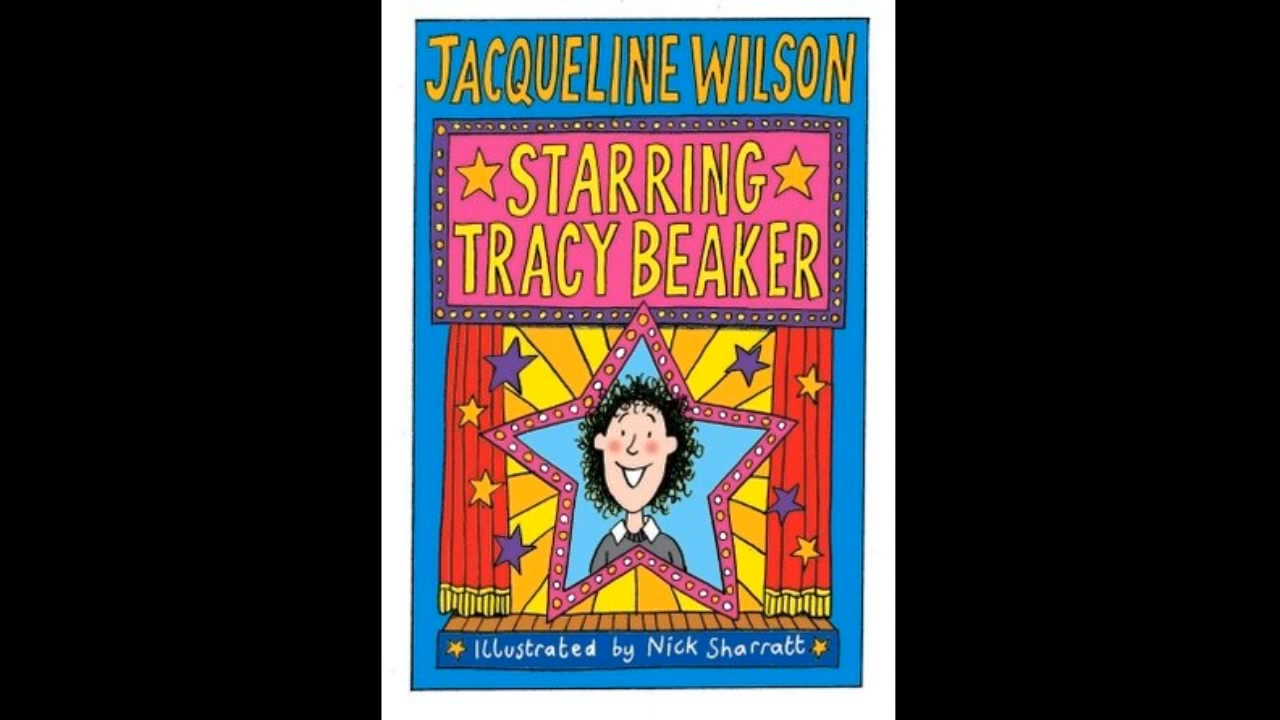 JACQUELINE WILSON
STARRING
TRACY BEAKER
Illustrated by Nick Sharratt